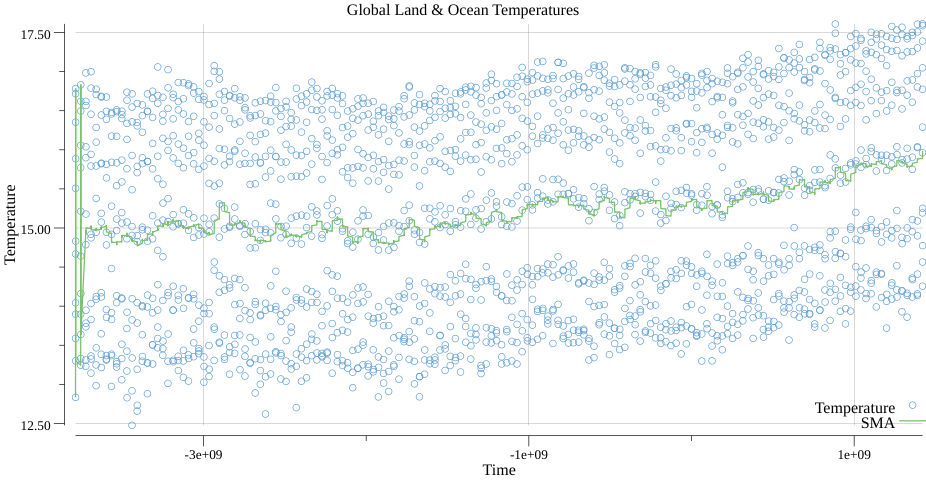 Global Land & Ocean Temperatures
17.50
15.00
12.50
Temperature
Temperature
SMA
-3e+09
-1e+09
1e+09
Time